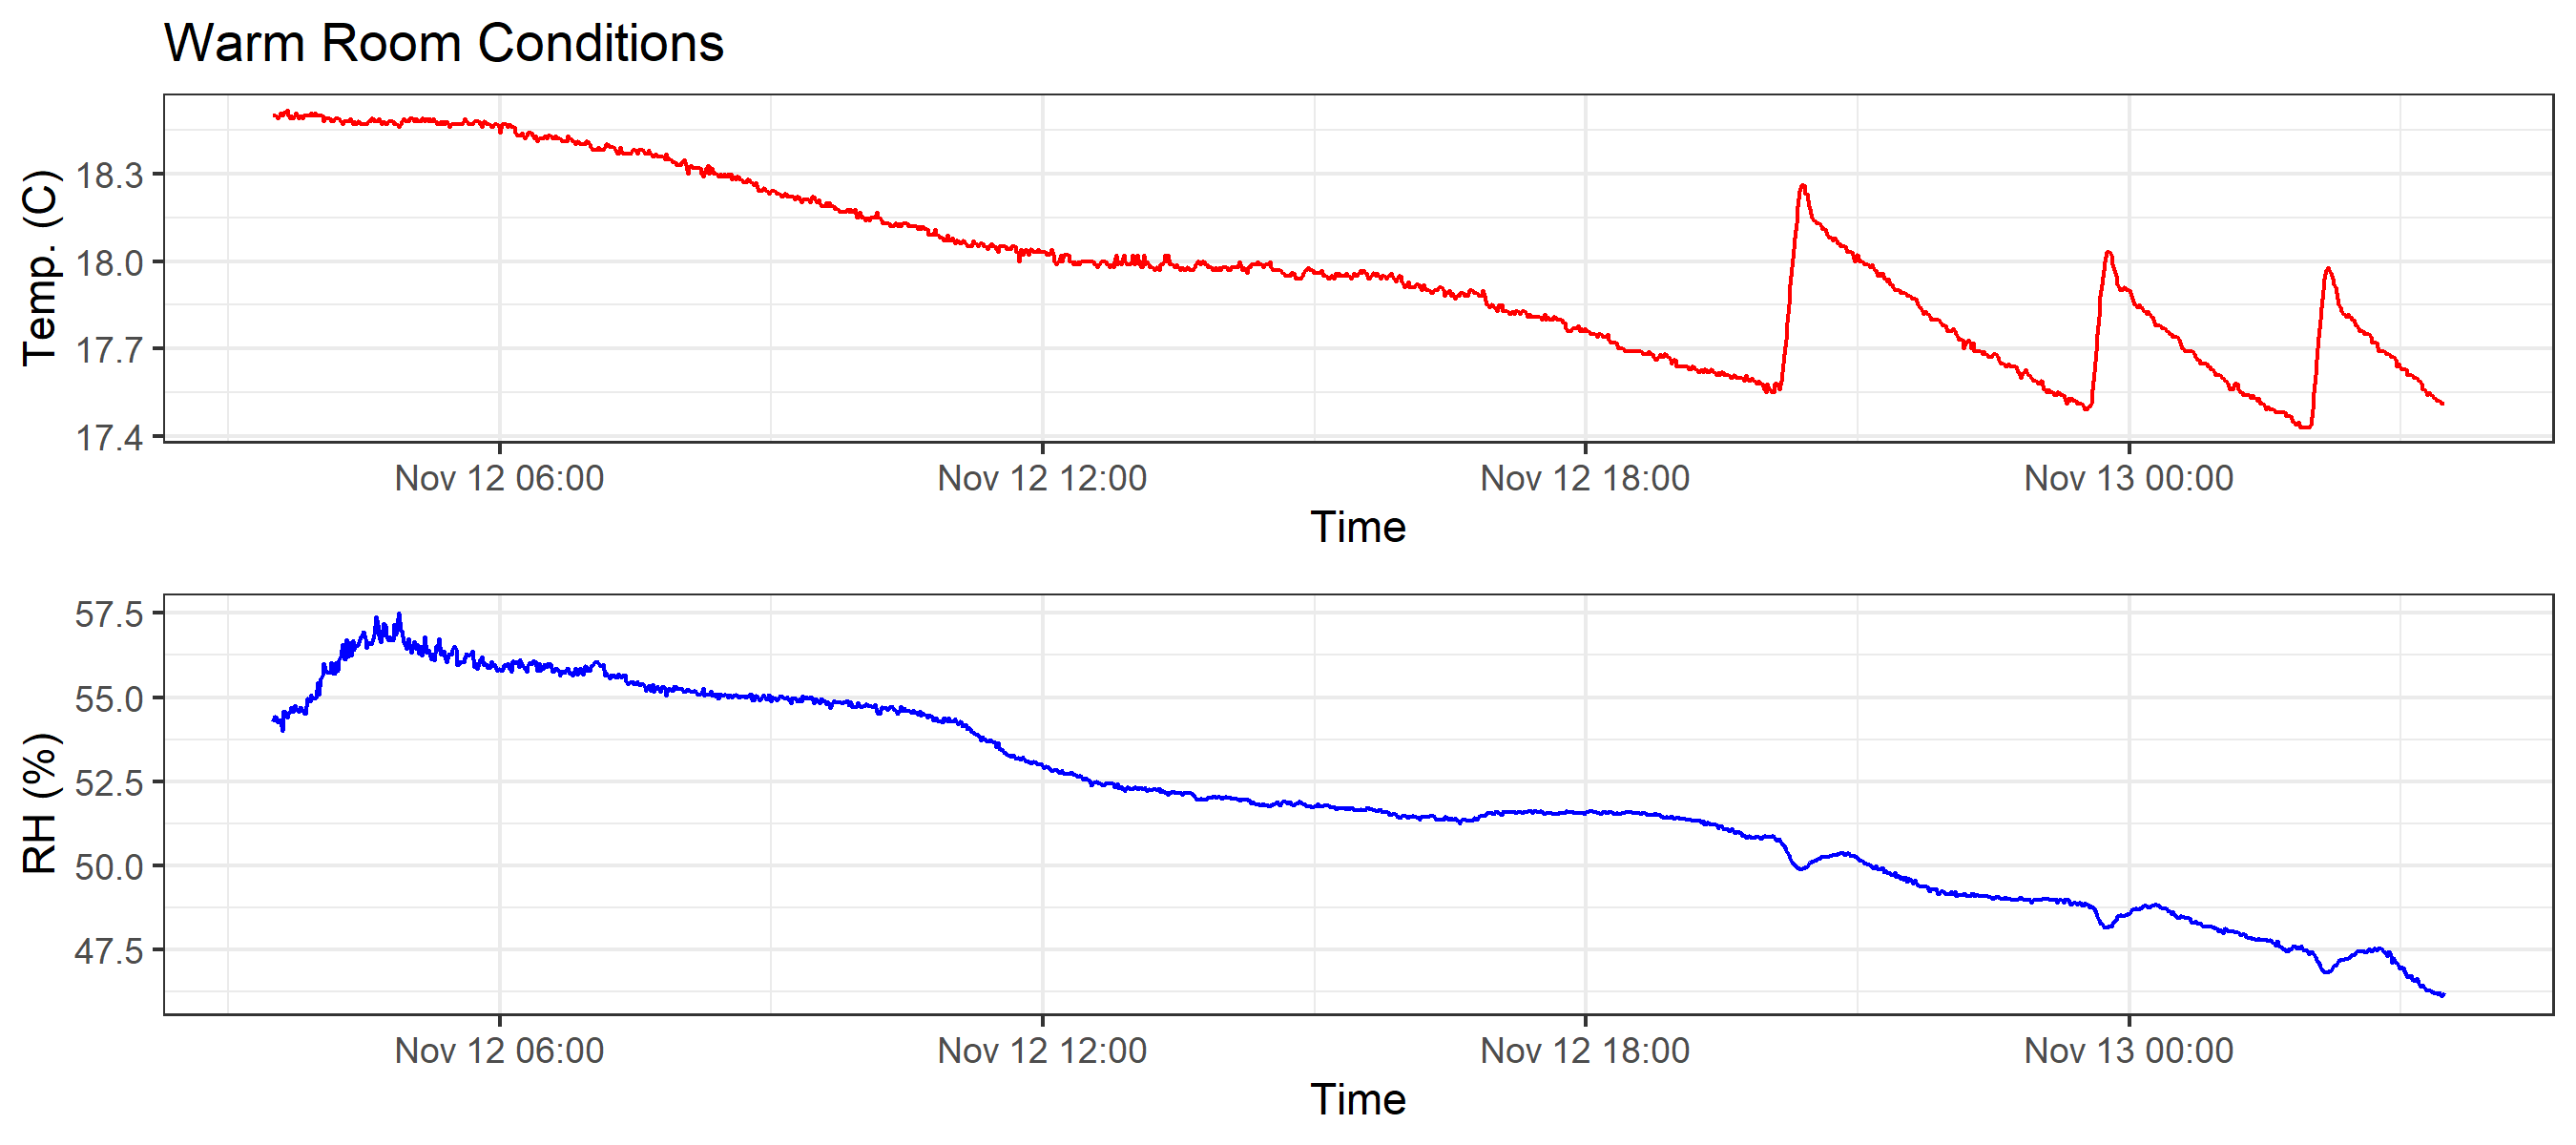 Warm Room Conditions
Temp. (C)
18.3
18.0
17.7
17.4
Nov 12 06:00 Nov 12 12:00 Nov 12 18:00 Nov 13 00:00
Time
RH (%)
57.5
55.0
52.5
50.0
47.5
Nov 12 06:00 Nov 12 12:00 Nov 12 18:00 Nov 13 00:00
Time